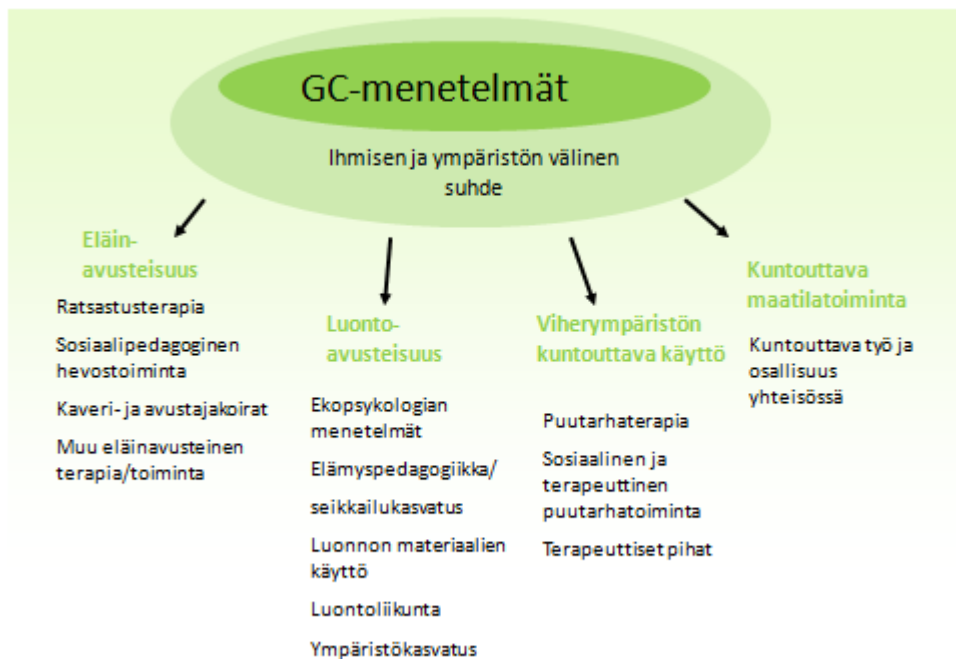 GC-menetelmät
Ihmisen ja ympäristön välinen
suhde
Eläin-
avusteisuus
Ratsastusterapia
Sosiaalipedagoginen
hevostoiminta
Kaveri- ja avustajakoirat
Muu eläinavusteinen
terapia/toiminta
Luonto-
avusteisuus
Ekopsykologian
menetelmät
Elämyspedagogiikka/
seikkailukasvatus
Luonnon materiaalien
käyttö
Luontoliikunta
Ympäristökasvatus
Viherympäristön
kuntouttava käyttö
Puutarhaterapia
Sosiaalinen ja
terapeuttinen
puutarhatoiminta
Terapeuttiset pihat
Kuntouttava
maatilatoiminta
Kuntouttava työ ja
osallisuus
yhteisössä